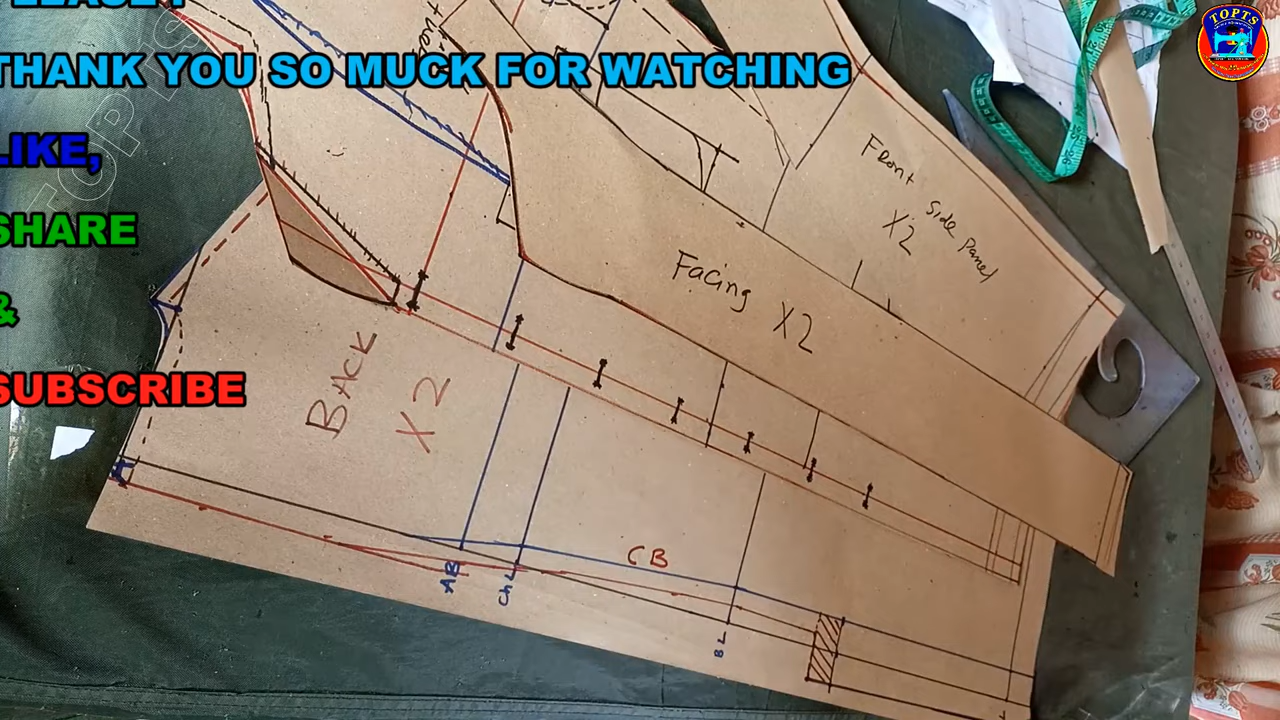 THANK YOU SO MUCK FOR WATCHING
LIKE,
SHARE
&
SUBSCRIBE
TOPTS
Front Side Panel
X2
Facing X2
BACK
X2
CB
AB
ChL
BL